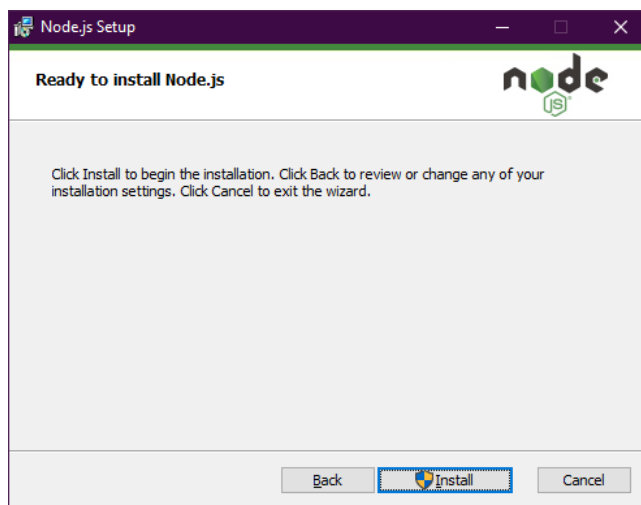 Node.js Setup
Ready to install Node.js
node
JS
Click Install to begin the installation. Click Back to review or change any of your
installation settings. Click Cancel to exit the wizard.
Back
Install
Cancel